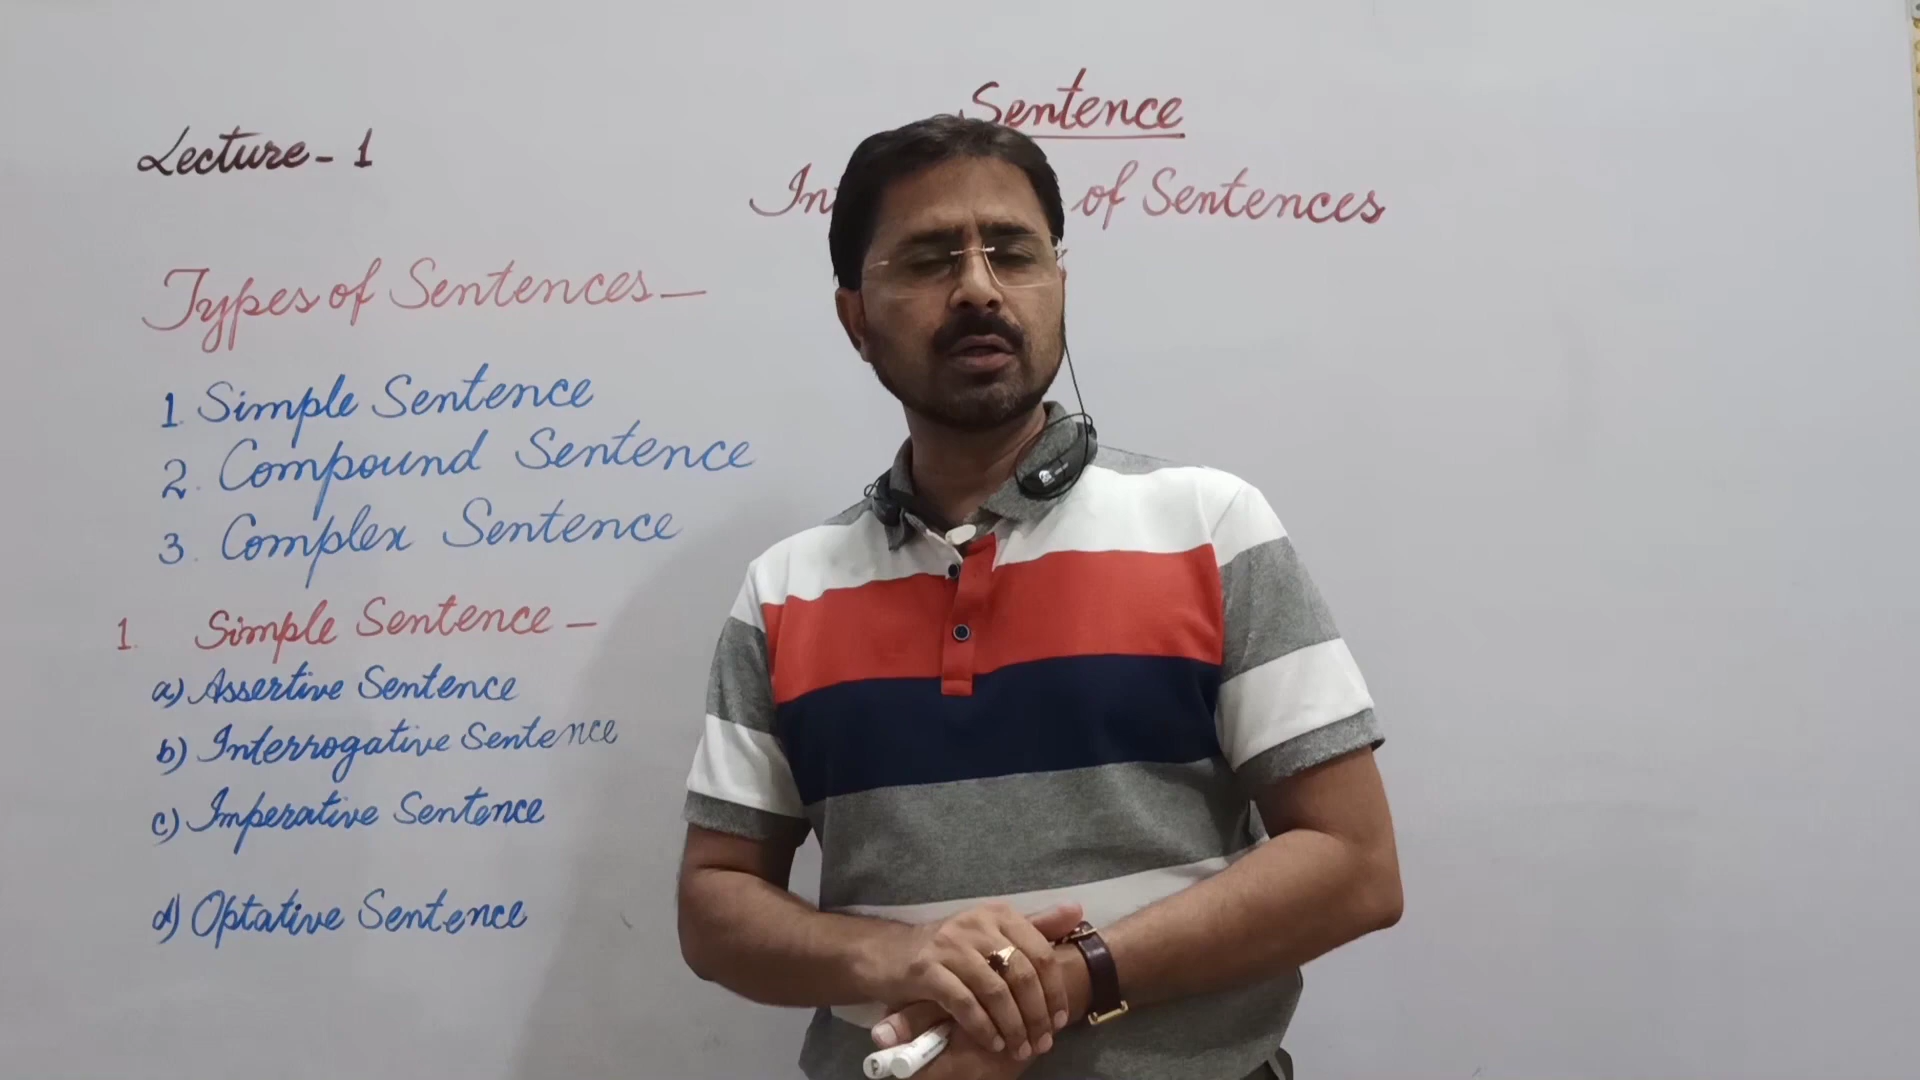 Sentence
Lecture - 1
of Sentences
Types of Sentences -
1. Simple Sentence
2. Compound Sentence
3. Complex Sentence
1. Simple Sentence -
a) Assertive Sentence
b) Interrogative Sentence
c) Imperative Sentence
d) Optative Sentence